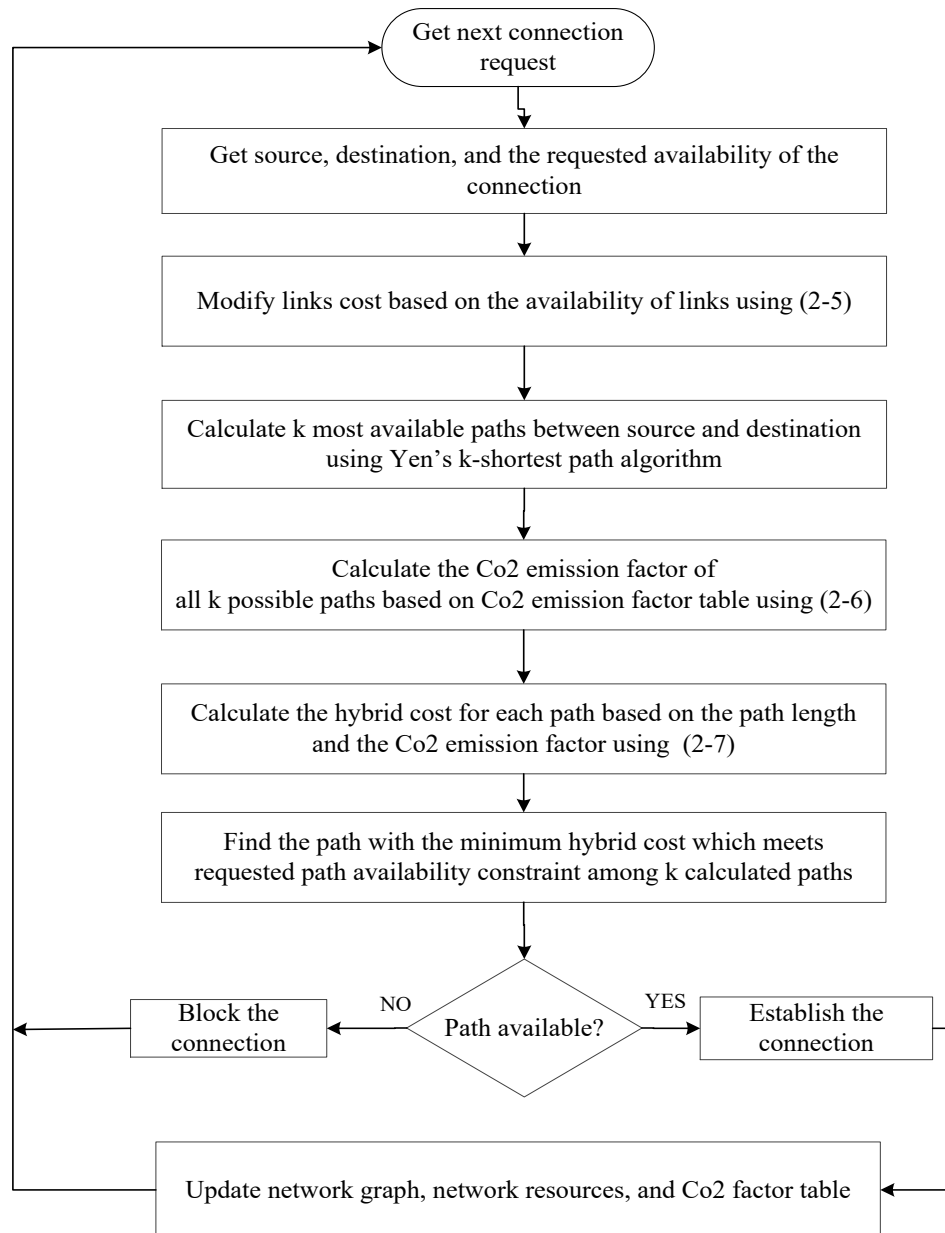 Get next connection
request
Get source, destination, and the requested availability of the
connection
Modify links cost based on the availability of links using (2-5)
Calculate k most available paths between source and destination
using Yen’s k-shortest path algorithm
Calculate the Co2 emission factor of
all k possible paths based on Co2 emission factor table using (2-6)
Calculate the hybrid cost for each path based on the path length
and the Co2 emission factor using (2-7)
Find the path with the minimum hybrid cost which meets
requested path availability constraint among k calculated paths
Block the
connection
NO
Path available?
YES
Establish the
connection
Update network graph, network resources, and Co2 factor table